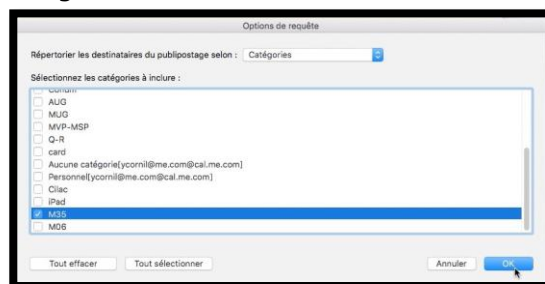 Options de requête
Répertorier les destinataires du publipostage selon : Catégories
Sélectionnez les catégories à inclure :
AUG
MUG
MVP-MSP
Q-R
card
Aucune catégorie[ycornil@me.com@cal.me.com]
Personnel[ycornil@me.com@cal.me.com]
Cilac
iPad
M35
M06
Tout effacer Tout sélectionner Annuler OK